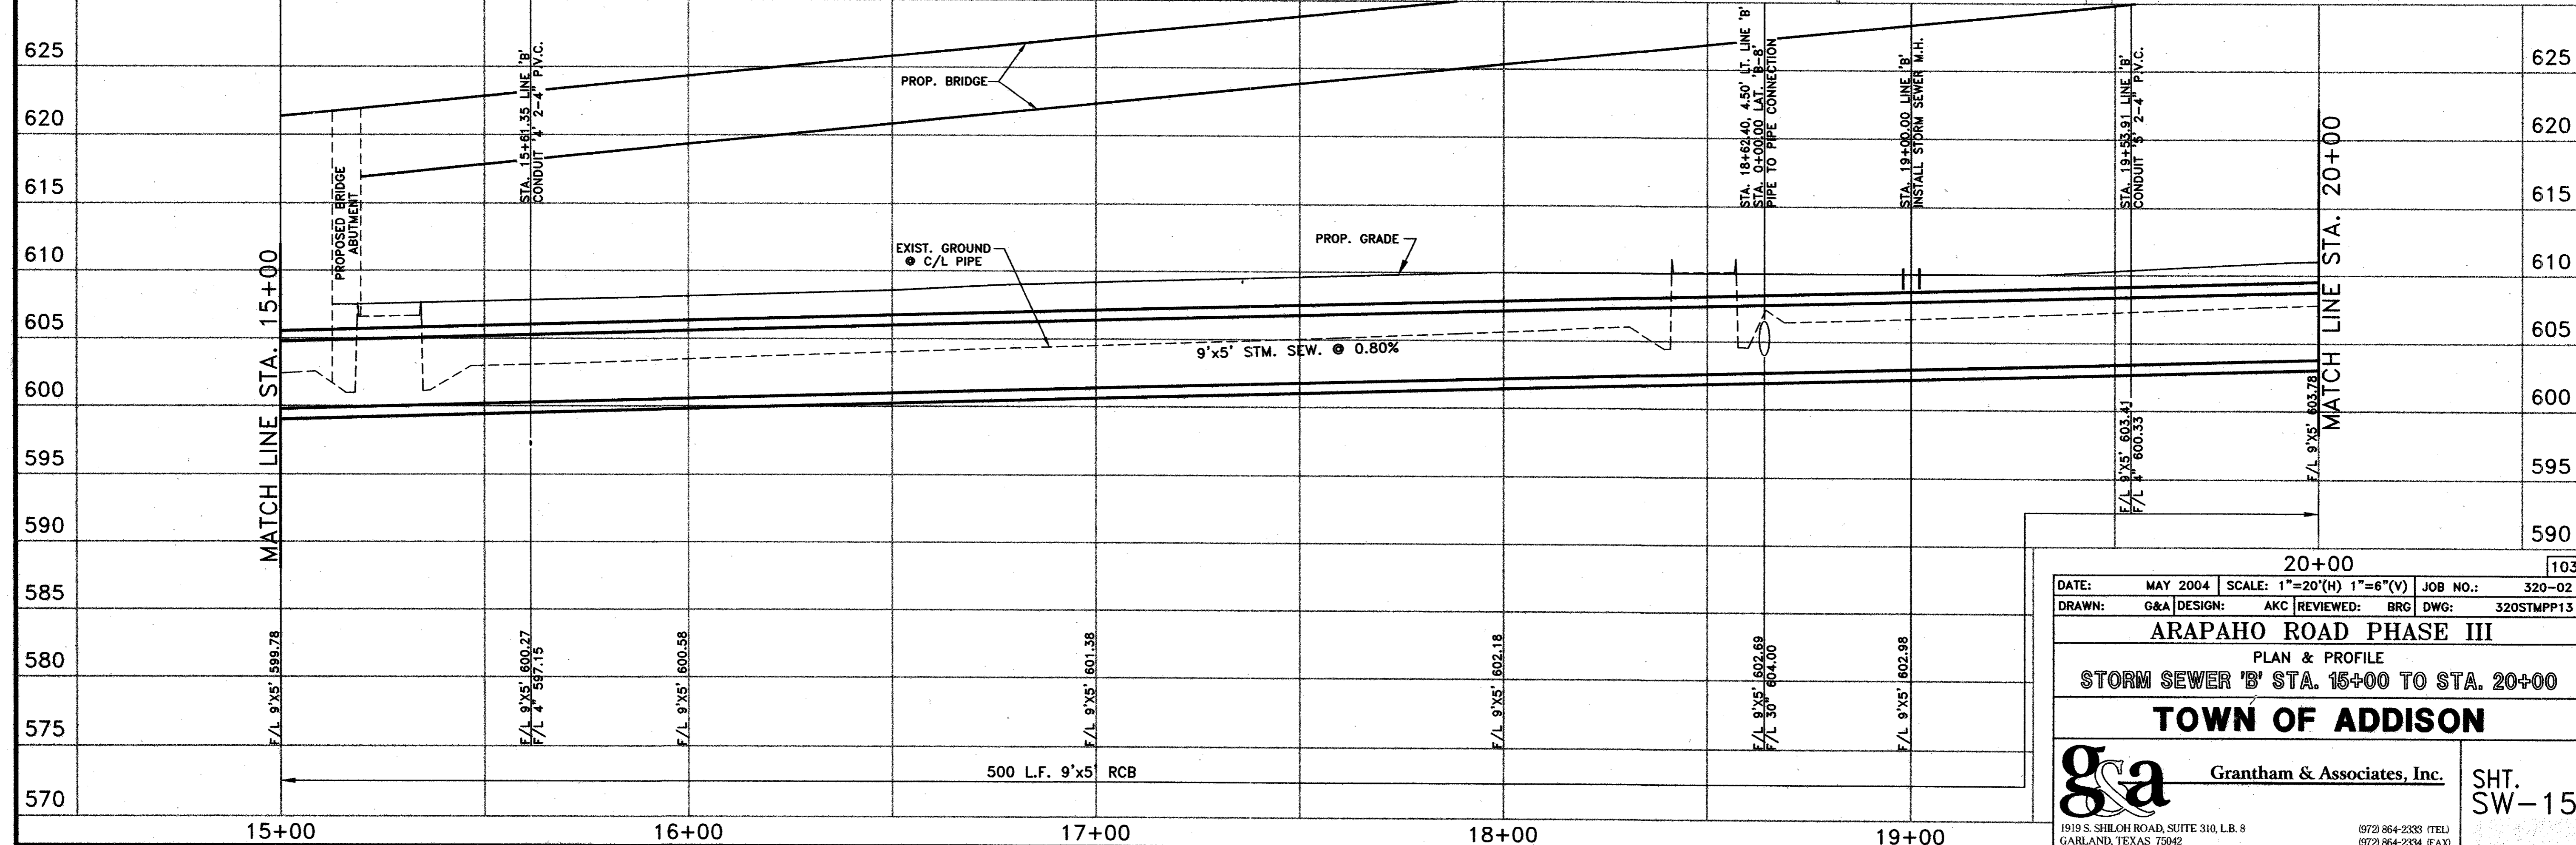 625
620
615
610
605
600
595
590
585
580
575
570
MATCH LINE STA. 15+00
PROPOSED BRIDGE
ABUTMENT
STA. 15+61.35 LINE 'B'
CONDUIT '4' 2-4" P.V.C.
PROP. BRIDGE
EXIST. GROUND
@ C/L PIPE
PROP. GRADE
9'x5' STM. SEW. @ 0.80%
STA. 18+62.40, 4.50' LT. LINE 'B'
STA. 0+00.00 LAT. 'B-8'
PIPE TO PIPE CONNECTION
STA. 19+00.00 LINE 'B'
INSTALL STORM SEWER M.H.
STA. 19+53.91 LINE 'B'
CONDUIT '5' 2-4" P.V.C.
MATCH LINE STA. 20+00
625
620
615
610
605
600
595
590
F/L 9'X5' 599.78
F/L 9'X5' 600.27
F/L 4" 597.15
F/L 9'X5' 600.58
F/L 9'X5' 601.38
F/L 9'X5' 602.18
F/L 9'X5' 602.69
F/L 30" 604.00
F/L 9'X5' 602.98
F/L 9'X5' 603.41
F/L 4" 600.33
F/L 9'X5' 603.78
500 L.F. 9'x5' RCB
15+00
16+00
17+00
18+00
19+00
20+00
103
DATE: MAY 2004 SCALE: 1"=20'(H) 1"=6"(V) JOB NO.: 320-02
DRAWN: G&A DESIGN: AKC REVIEWED: BRG DWG: 320STMPP13
ARAPAHO ROAD PHASE III
PLAN & PROFILE
STORM SEWER 'B' STA. 15+00 TO STA. 20+00
TOWN OF ADDISON
g&a
Grantham & Associates, Inc.
SHT.
SW-15
1919 S. SHILOH ROAD, SUITE 310, L.B. 8
(972) 864-2333 (TEL)
GARLAND, TEXAS 75042
(972) 864-2334 (FAX)